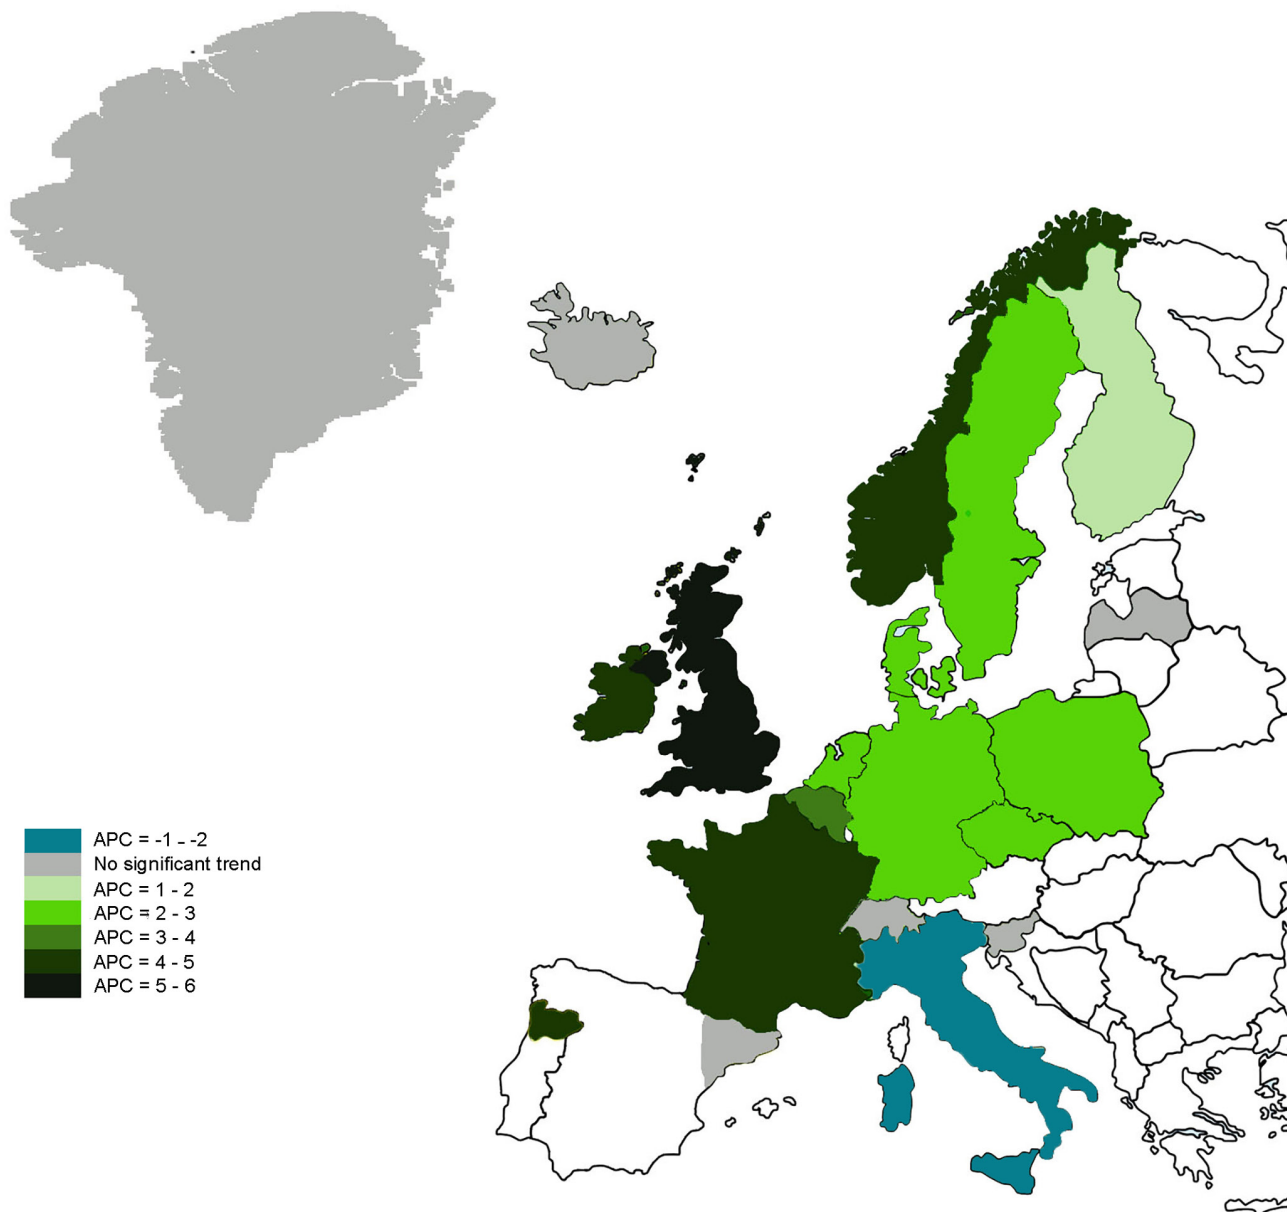 APC = -1 - -2
No significant trend
APC = 1 - 2
APC = 2 - 3
APC = 3 - 4
APC = 4 - 5
APC = 5 - 6